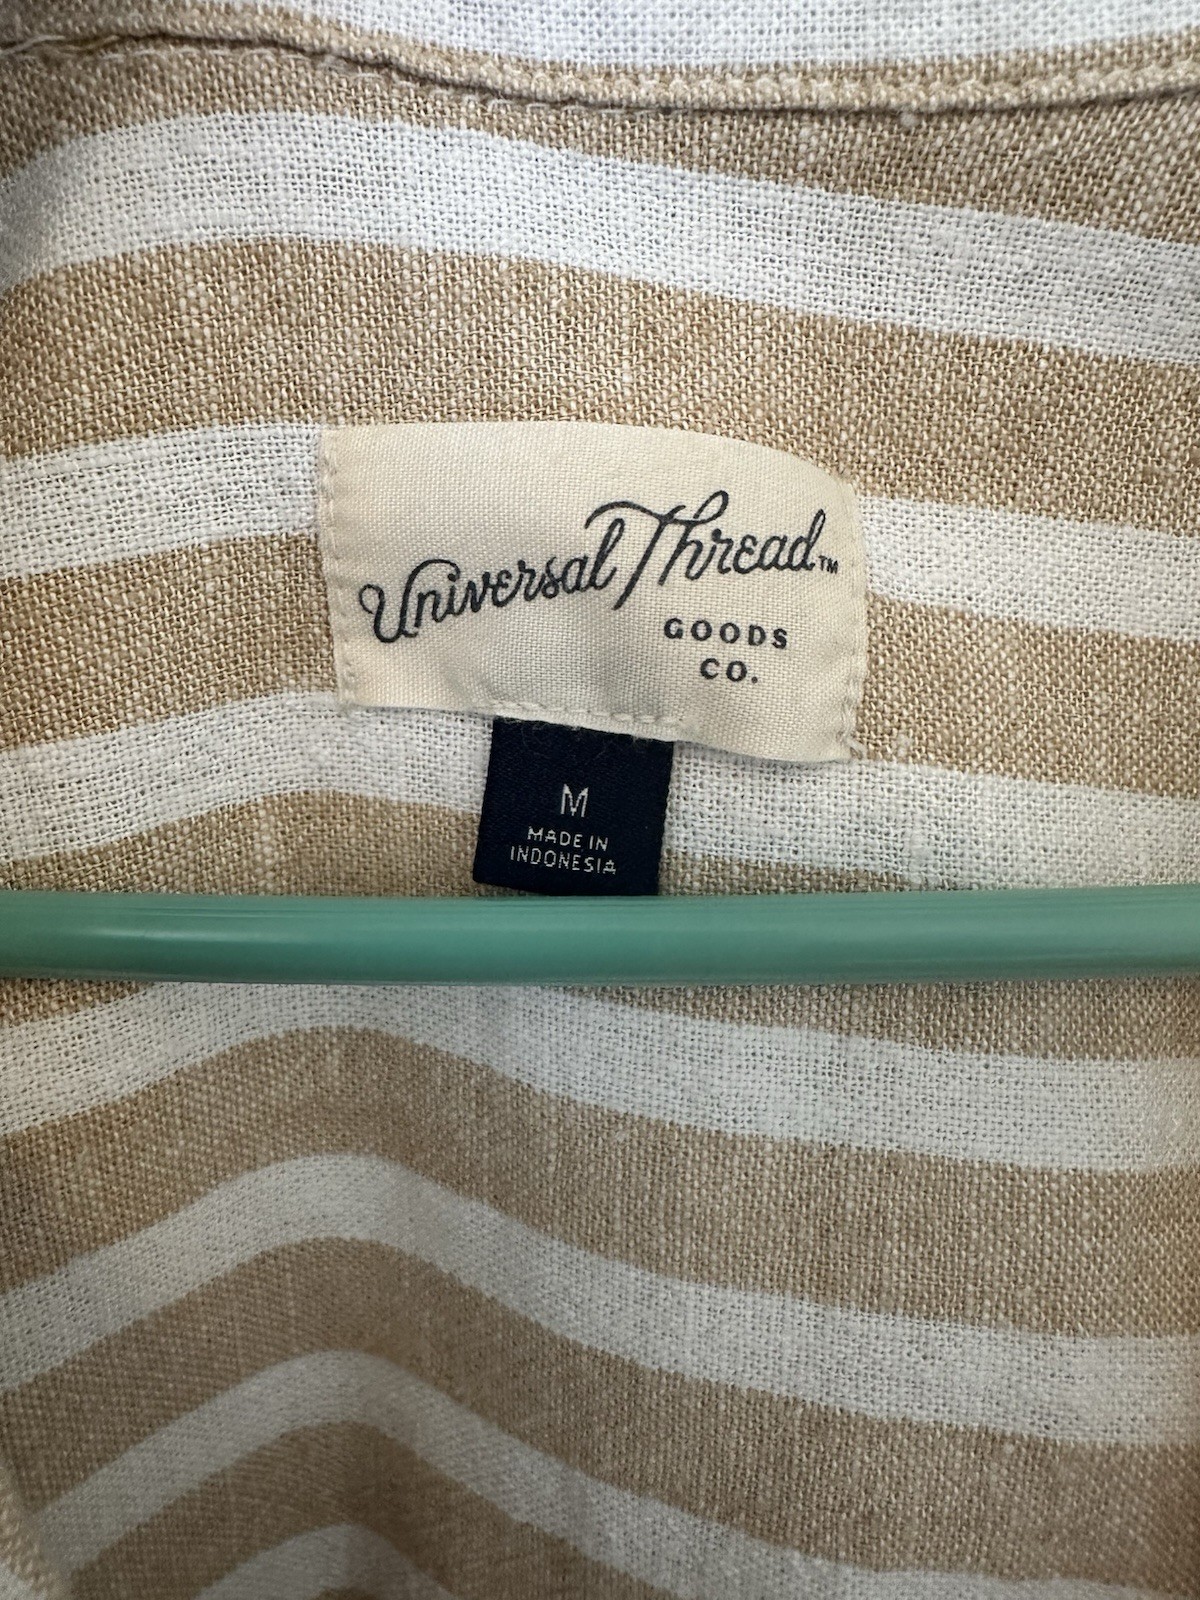 Universal Thread™
GOODS
CO.
M
MADE IN
INDONESIA